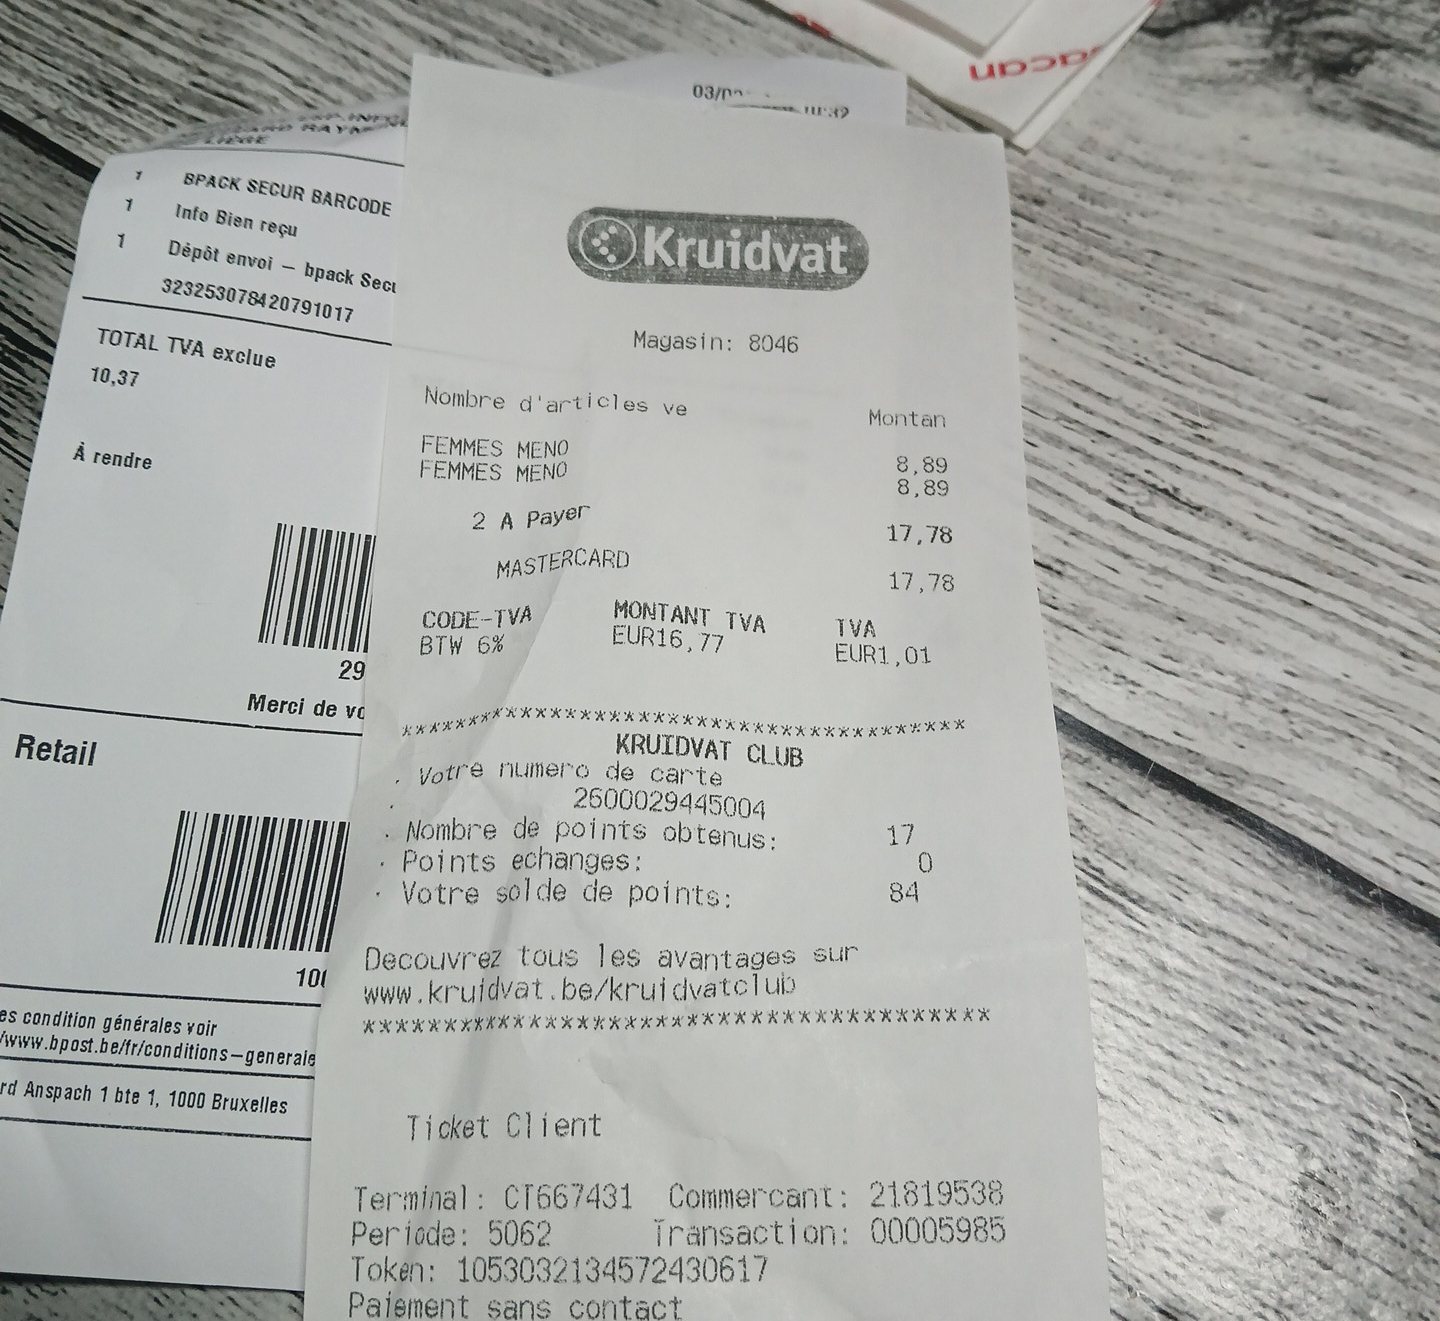 BPACK SECUR BARCODE
1
Info Bien reçu
1
Dépôt envoi – bpack Secu
1
323253078420791017
TOTAL TVA exclue
10,37
À rendre
29
Merci de vo
Retail
100
es condition générales voir
/www.bpost.be/fr/conditions–generale
rd Anspach 1 bte 1, 1000 Bruxelles
Kruidvat
Magasin: 8046
Nombre d'articles ve Montan
FEMMES MENO 8,89
FEMMES MENO 8,89
2 A Payer 17,78
MASTERCARD 17,78
CODE-TVA MONTANT TVA TVA
BTW 6% EUR16,77 EUR1,01
***************************************
KRUIDVAT CLUB
. Votre numero de carte
. 2600029445004
. Nombre de points obtenus: 17
. Points echanges: 0
. Votre solde de points: 84
Decouvrez tous les avantages sur
www.kruidvat.be/kruidvatclub
***************************************
Ticket Client
Terminal: CT667431 Commercant: 21819538
Periode: 5062 Transaction: 00005985
Token: 1053032134572430617
Paiement sans contact